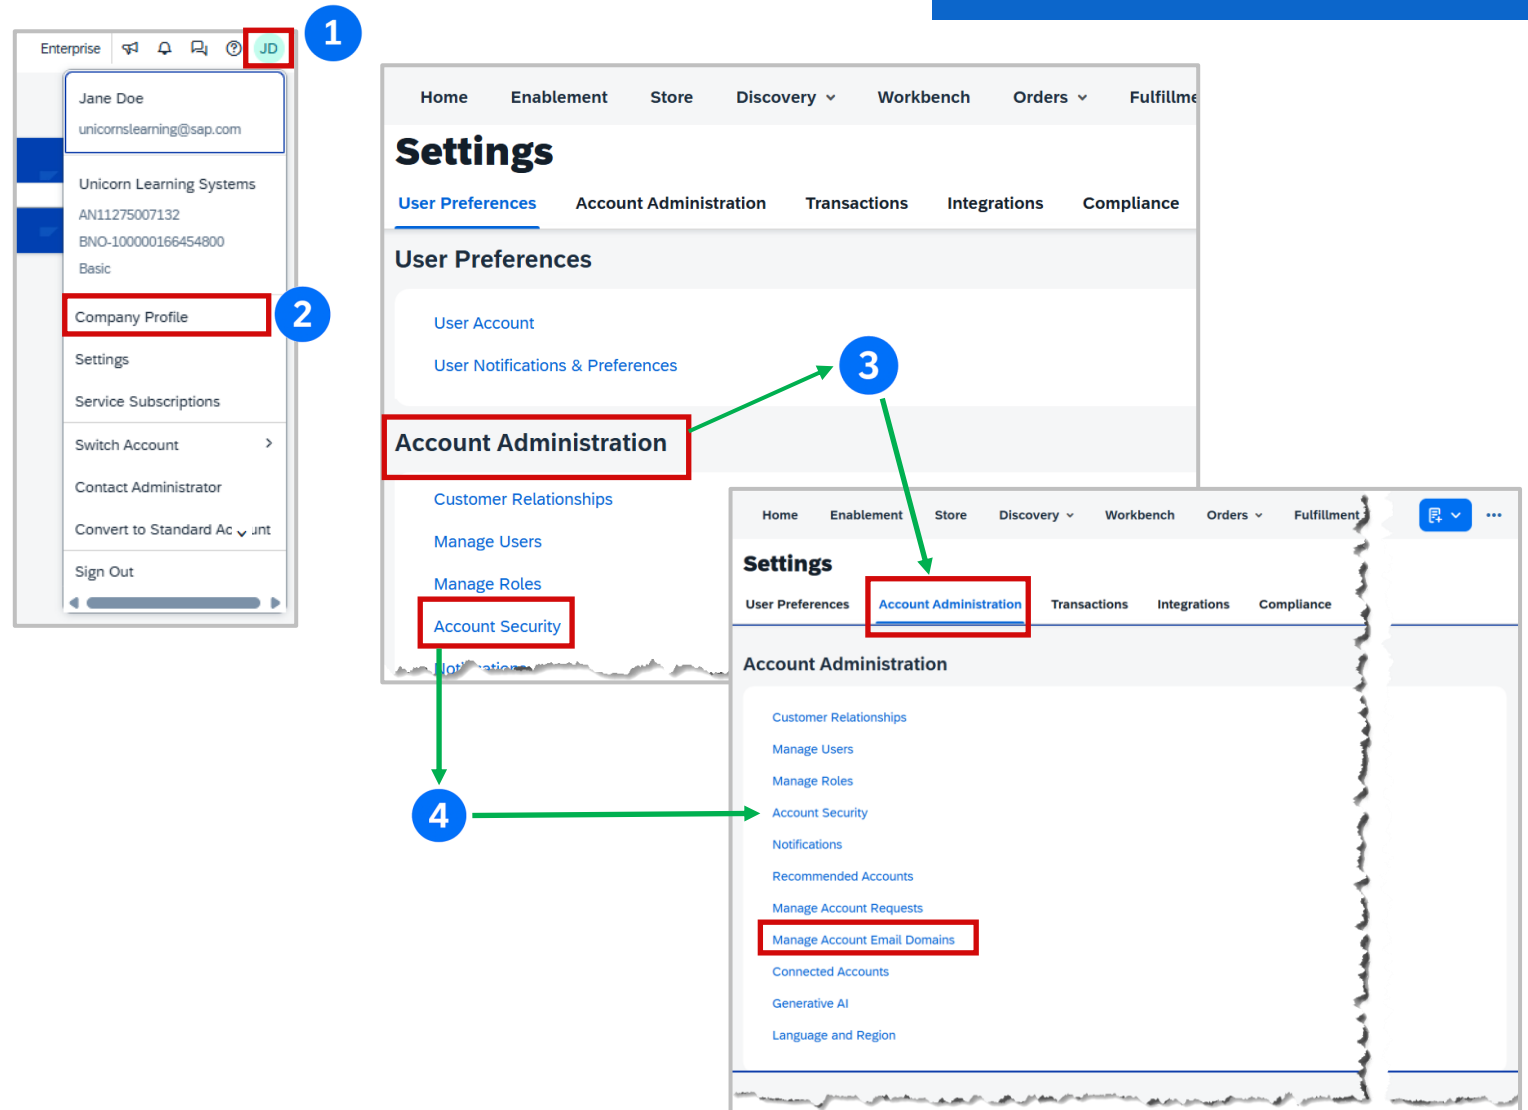 1
Enterprise JD
Jane Doe
unicornslearning@sap.com
Unicorn Learning Systems
AN11275007132
BNO-100000166454800
Basic
Company Profile
2
Settings
Service Subscriptions
Switch Account
Contact Administrator
Convert to Standard
Sign Out
Home Enablement Store Discovery Workbench Orders Fulfillme
Settings
User Preferences Account Administration Transactions Integrations Compliance
User Preferences
User Account
User Notifications & Preferences
3
Account Administration
Customer Relationships
Manage Users
Manage Roles
Account Security
4
Home Enablement Store Discovery Workbench Orders Fulfillment
Settings
User Preferences Account Administration Transactions Integrations Compliance
Account Administration
Customer Relationships
Manage Users
Manage Roles
Account Security
Notifications
Recommended Accounts
Manage Account Requests
Manage Account Email Domains
Connected Accounts
Generative AI
Language and Region